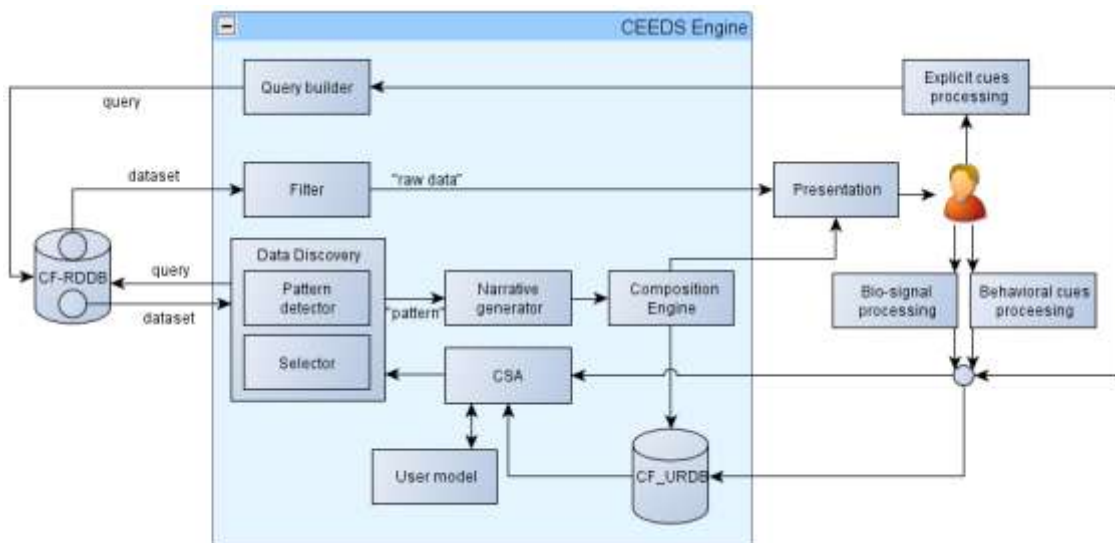 CEEDS Engine
Query builder
Explicit cues
processing
query
dataset
Filter
"raw data"
Presentation
CF-RDDB
query
dataset
Data Discovery
Pattern
detector
Selector
"pattern"
Narrative
generator
Composition
Engine
Bio-signal
processing
Behavioral cues
proceesing
CSA
User model
CF_URDB